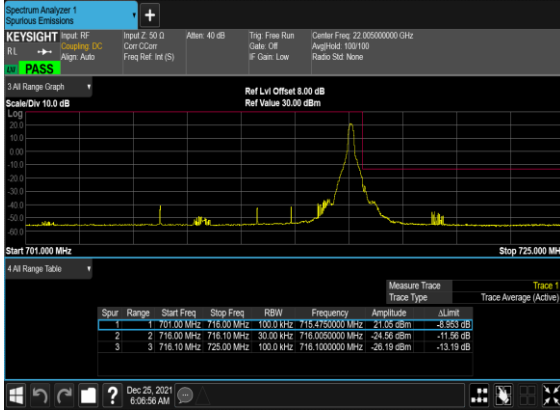 Spectrum Analyzer 1
Spurious Emissions
KEYSIGHT
RL
Input: RF
Coupling: DC
Align: Auto
Input Z: 50 Ω
Corr CCorr
Freq Ref: Int (S)
Atten: 40 dB
Trig: Free Run
Gate: Off
IF Gain: Low
Center Freq: 22.005000000 GHz
Avg|Hold: 100/100
Radio Std: None
PASS
3 All Range Graph
Ref Lvl Offset 8.00 dB
Scale/Div 10.0 dB
Ref Value 30.00 dBm
Log
20.0
10.0
0.00
-10.0
-20.0
-30.0
-40.0
-50.0
-60.0
Start 701.000 MHz
Stop 725.000 MH
4 All Range Table
Measure Trace Trace 1
Trace Type Trace Average (Active)
Spur Range Start Freq Stop Freq RBW Frequency Amplitude ΔLimit
1 1 701.00 MHz 716.00 MHz 100.0 kHz 715.4750000 MHz 21.05 dBm -8.953 dB
2 2 716.00 MHz 716.10 MHz 30.00 kHz 716.0050000 MHz -24.56 dBm -11.56 dB
3 3 716.10 MHz 725.00 MHz 100.0 kHz 716.1000000 MHz -26.19 dBm -13.19 dB
Dec 25, 2021
6:06:56 AM